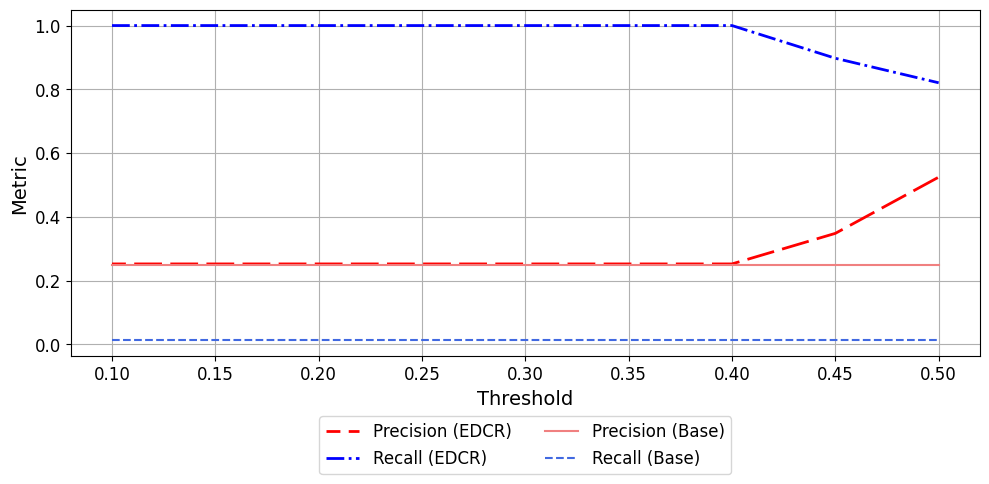 1.0
0.8
0.6
0.4
0.2
0.0
Metric
0.10 0.15 0.20 0.25 0.30 0.35 0.40 0.45 0.50
Threshold
Precision (EDCR) Precision (Base)
Recall (EDCR) Recall (Base)